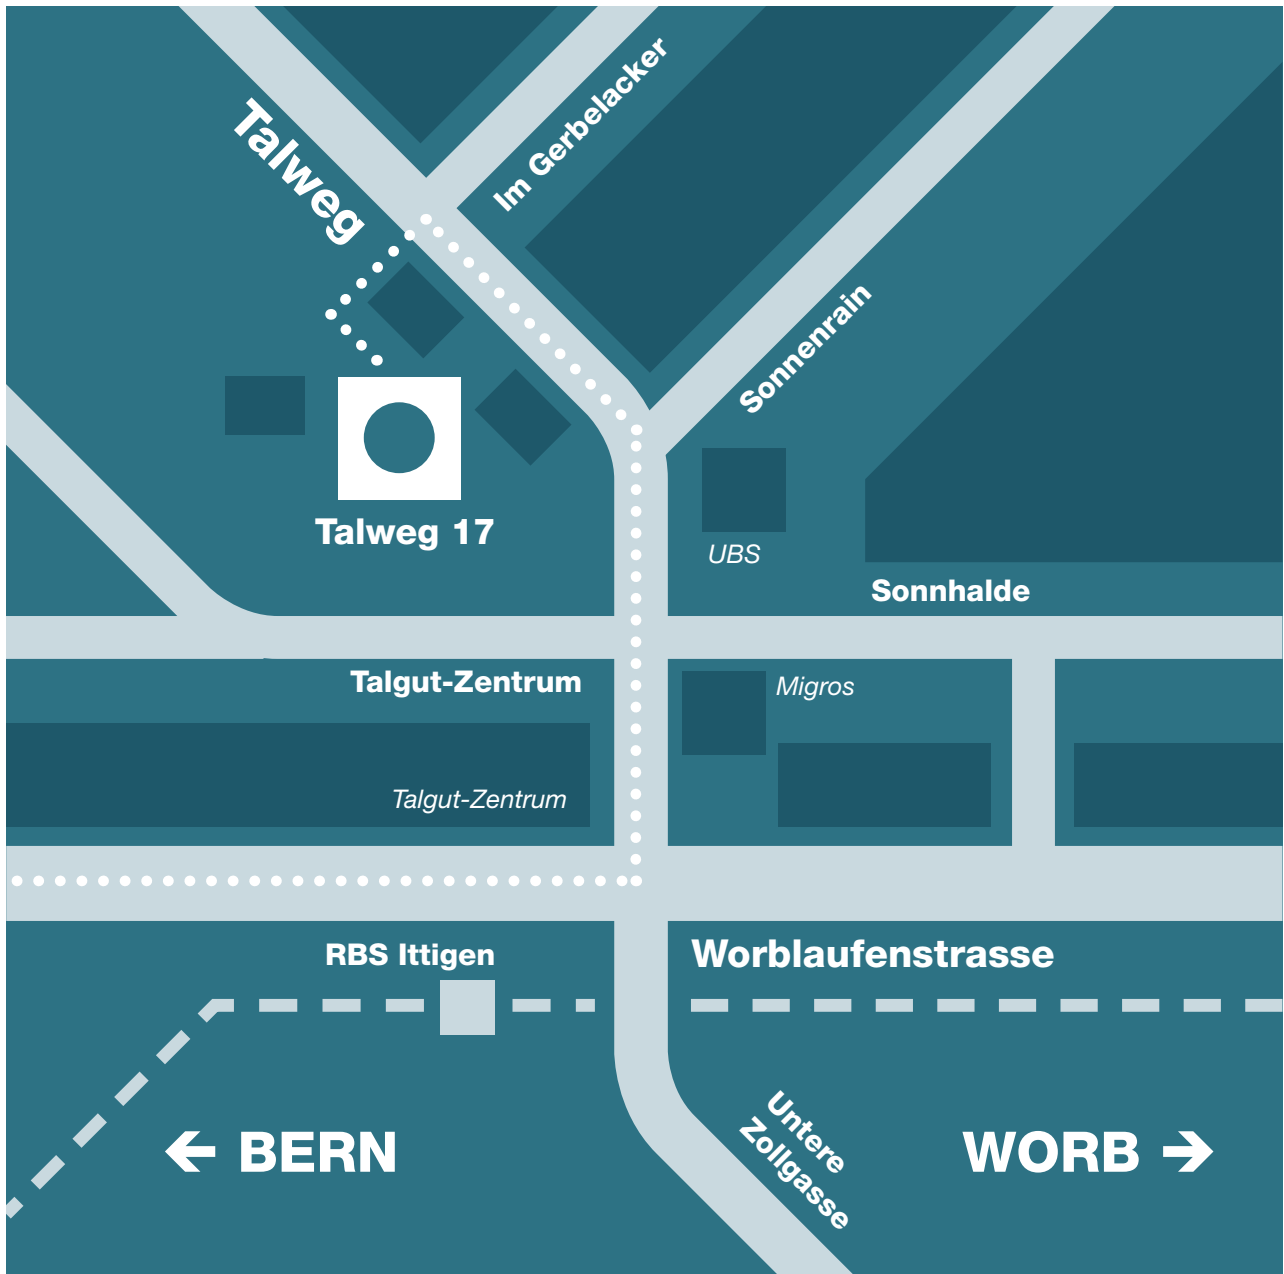 Im Gerbelacker
Talweg
Sonnenrain
Talweg 17
UBS
Sonnhalde
Talgut-Zentrum
Migros
Talgut-Zentrum
RBS Ittigen
Worblaufenstrasse
Untere
Zollgasse
← BERN
WORB →